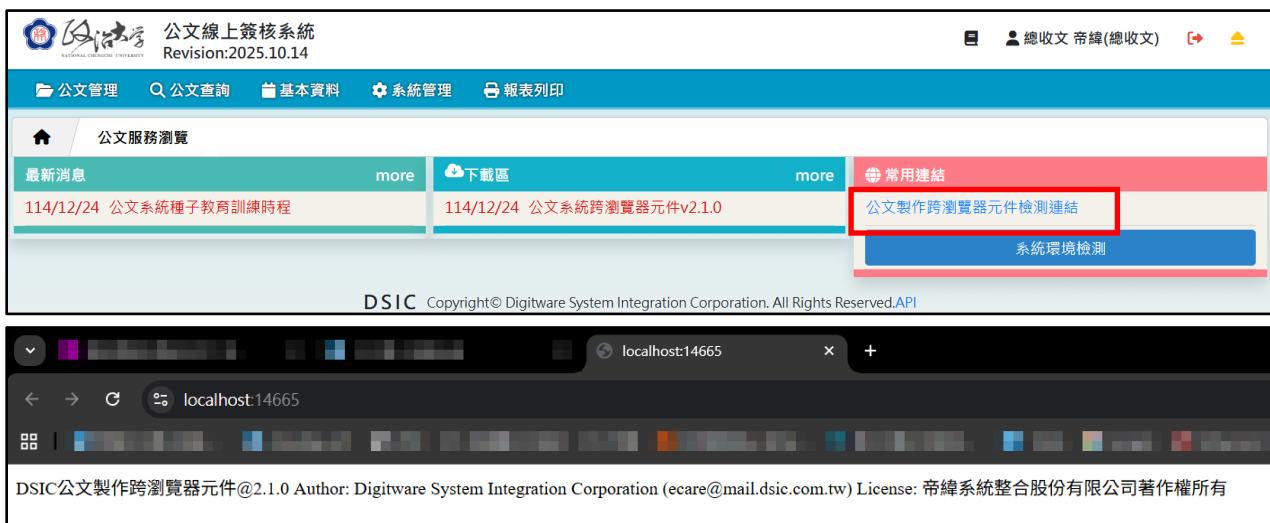 政治大學 公文線上簽核系統
NATIONAL CHENGCHI UNIVERSITY Revision:2025.10.14
總收文 帝緯(總收文)
公文管理 公文查詢 基本資料 系統管理 報表列印
公文服務瀏覽
最新消息 more
114/12/24 公文系統種子教育訓練時程
下載區 more
114/12/24 公文系統跨瀏覽器元件v2.1.0
常用連結
公文製作跨瀏覽器元件檢測連結
系統環境檢測
DSIC Copyright© Digitware System Integration Corporation. All Rights Reserved.API
localhost:14665
localhost:14665
DSIC公文製作跨瀏覽器元件@2.1.0 Author: Digitware System Integration Corporation (ecare@mail.dsic.com.tw) License: 帝緯系統整合股份有限公司著作權所有